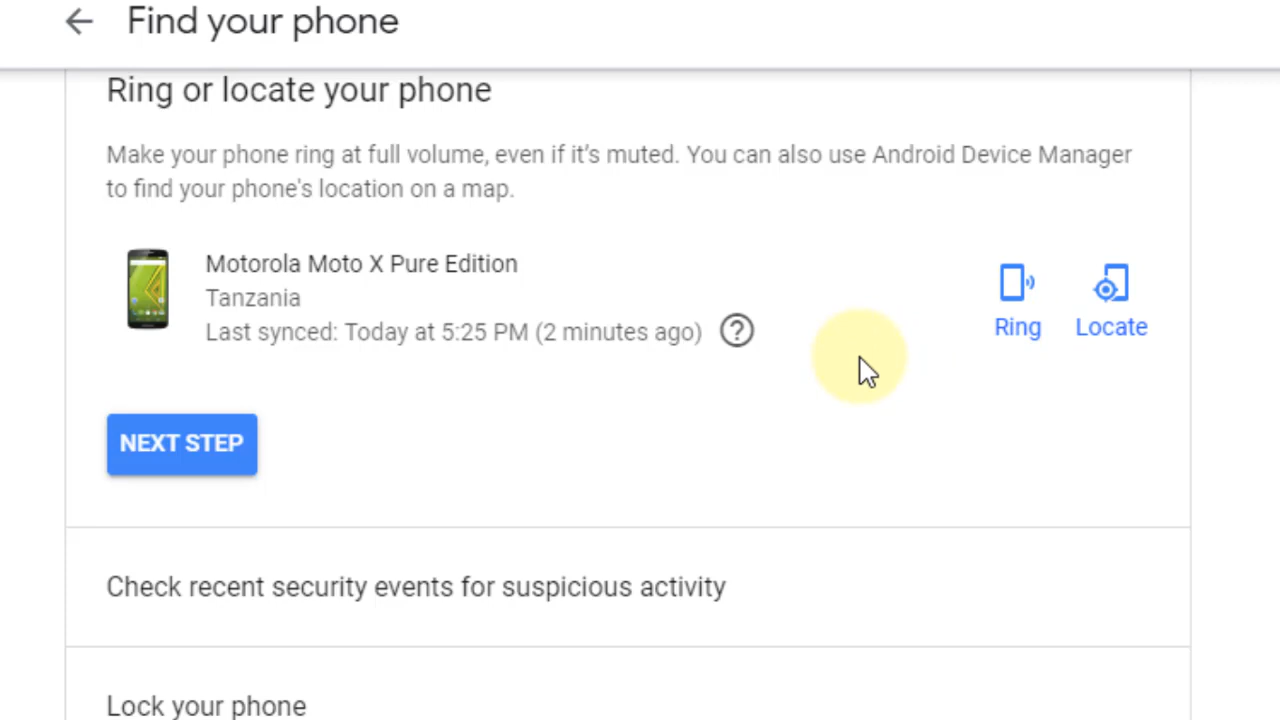 Find your phone
Ring or locate your phone
Make your phone ring at full volume, even if it's muted. You can also use Android Device Manager
to find your phone's location on a map.
Motorola Moto X Pure Edition
Tanzania
Last synced: Today at 5:25 PM (2 minutes ago)
Ring
Locate
NEXT STEP
Check recent security events for suspicious activity
Lock your phone